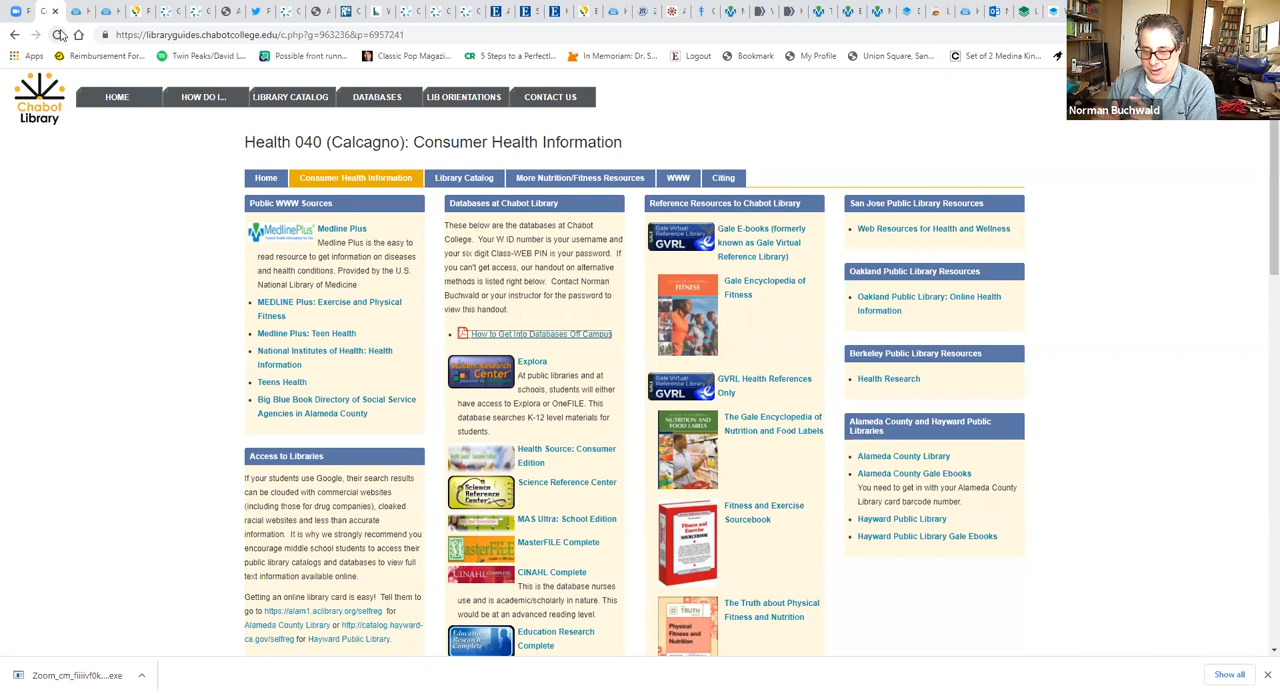 https://libraryguides.chabotcollege.edu/c.php?g=963236&p=6957241
Apps
Reimbursement For...
Twin Peaks/David L...
Possible front runn...
Classic Pop Magazi...
5 Steps to a Perfectl...
In Memoriam: Dr. S...
Logout
Bookmark
My Profile
Union Square, San...
Set of 2 Medina Kin...
Norman Buchwald
Chabot
Library
HOME
HOW DO I...
LIBRARY CATALOG
DATABASES
LIB ORIENTATIONS
CONTACT US
Health 040 (Calcagno): Consumer Health Information
Home
Consumer Health Information
Library Catalog
More Nutrition/Fitness Resources
WWW
Citing
Public WWW Sources
MedlinePlus
Medline Plus
Medline Plus is the easy to
read resource to get information on diseases
and health conditions. Provided by the U.S.
National Library of Medicine
MEDLINE Plus: Exercise and Physical
Fitness
Medline Plus: Teen Health
National Institutes of Health: Health
Information
Teens Health
Big Blue Book Directory of Social Service
Agencies in Alameda County
Access to Libraries
If your students use Google, their search results
can be clouded with commercial websites
(including those for drug companies), cloaked
racial websites and less than accurate
information. It is why we strongly recommend you
encourage middle school students to access their
public library catalogs and databases to view full
text information available online.
Getting an online library card is easy! Tell them to
go to https://alam1.aclibrary.org/selfreg for
Alameda County Library or http://catalog.hayward-
ca.gov/selfreg for Hayward Public Library.
Databases at Chabot Library
These below are the databases at Chabot
College. Your W ID number is your username and
your six digit Class-WEB PIN is your password. If
you can't get access, our handout on alternative
methods is listed right below. Contact Norman
Buchwald or your instructor for the password to
view this handout.
How to Get Into Databases Off Campus
Explora
At public libraries and at
schools, students will either
have access to Explora or OneFILE. This
database searches K-12 level materials for
students.
Health Source: Consumer
Edition
Science Reference Center
MAS Ultra: School Edition
MasterFILE Complete
CINAHL Complete
This is the database nurses
use and is academic/scholarly in nature. This
would be at an advanced reading level.
Education Research
Complete
Reference Resources to Chabot Library
GVRL
Gale E-books (formerly
known as Gale Virtual
Reference Library)
FITNESS
Gale Encyclopedia of
Fitness
GVRL
GVRL Health References
Only
NUTRITION AND
FOOD LABELS
The Gale Encyclopedia of
Nutrition and Food Labels
Fitness and Exercise
Sourcebook
The Truth about Physical
Fitness and Nutrition
San Jose Public Library Resources
Web Resources for Health and Wellness
Oakland Public Library Resources
Oakland Public Library: Online Health
Information
Berkeley Public Library Resources
Health Research
Alameda County and Hayward Public
Libraries
Alameda County Library
Alameda County Gale Ebooks
You need to get in with your Alameda County
Library card barcode number.
Hayward Public Library
Hayward Public Library Gale Ebooks
Zoom_cm_fiiiivf0k....exe
Show all